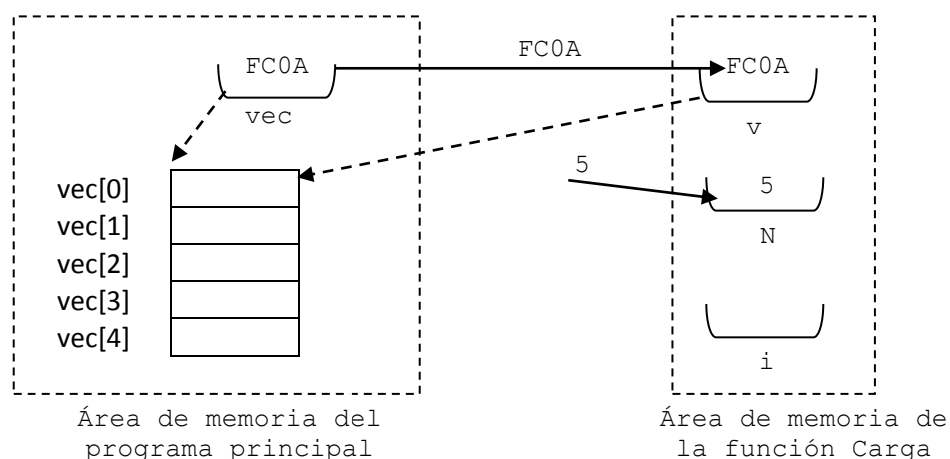 FC0A
FC0A
FC0A
vec
v
5
vec[0]
5
vec[1]
N
vec[2]
vec[3]
vec[4]
i
Área de memoria del
programa principal
Área de memoria de
la función Carga